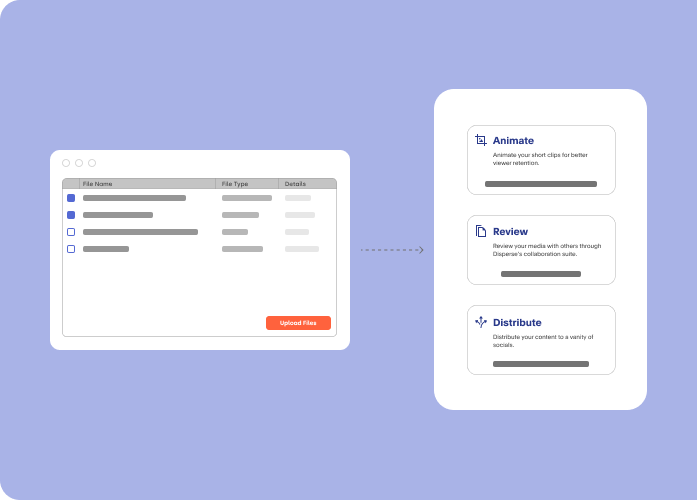 File Name File Type Details
Upload Files
Animate
Animate your short clips for better
viewer retention.
Review
Review your media with others through
Disperse's collaboration suite.
Distribute
Distribute your content to a vanity of
socials.